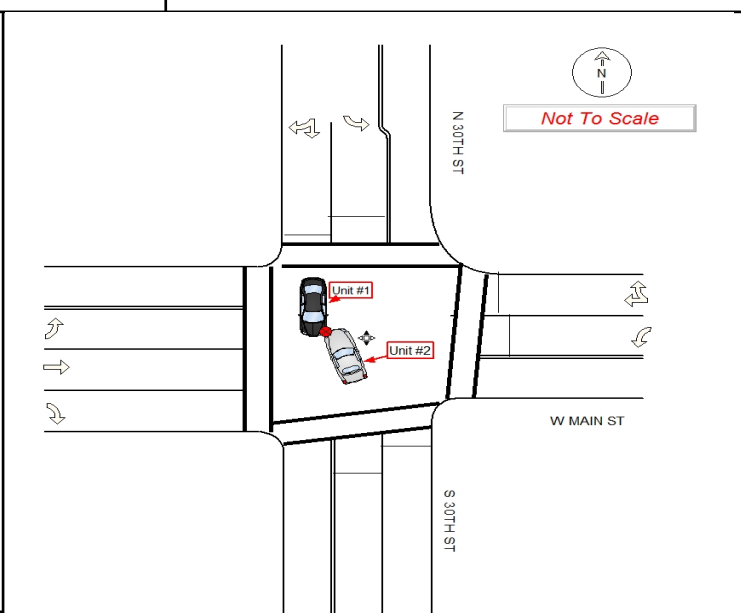 N
Not To Scale
N 30TH ST
Unit #1
Unit #2
W MAIN ST
S 30TH ST